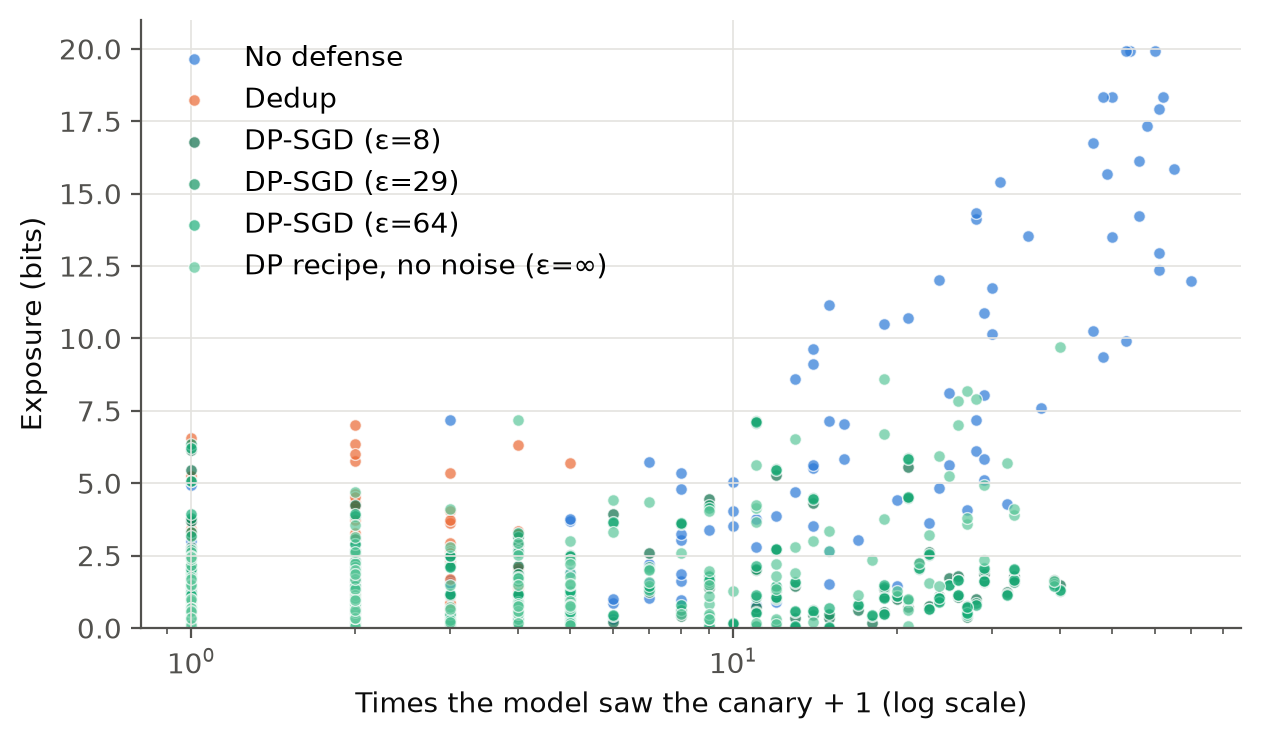 20.0
17.5
15.0
12.5
10.0
7.5
5.0
2.5
0.0
Exposure (bits)
No defense
Dedup
DP-SGD (ε=8)
DP-SGD (ε=29)
DP-SGD (ε=64)
DP recipe, no noise (ε=∞)
10⁰ 10¹
Times the model saw the canary + 1 (log scale)